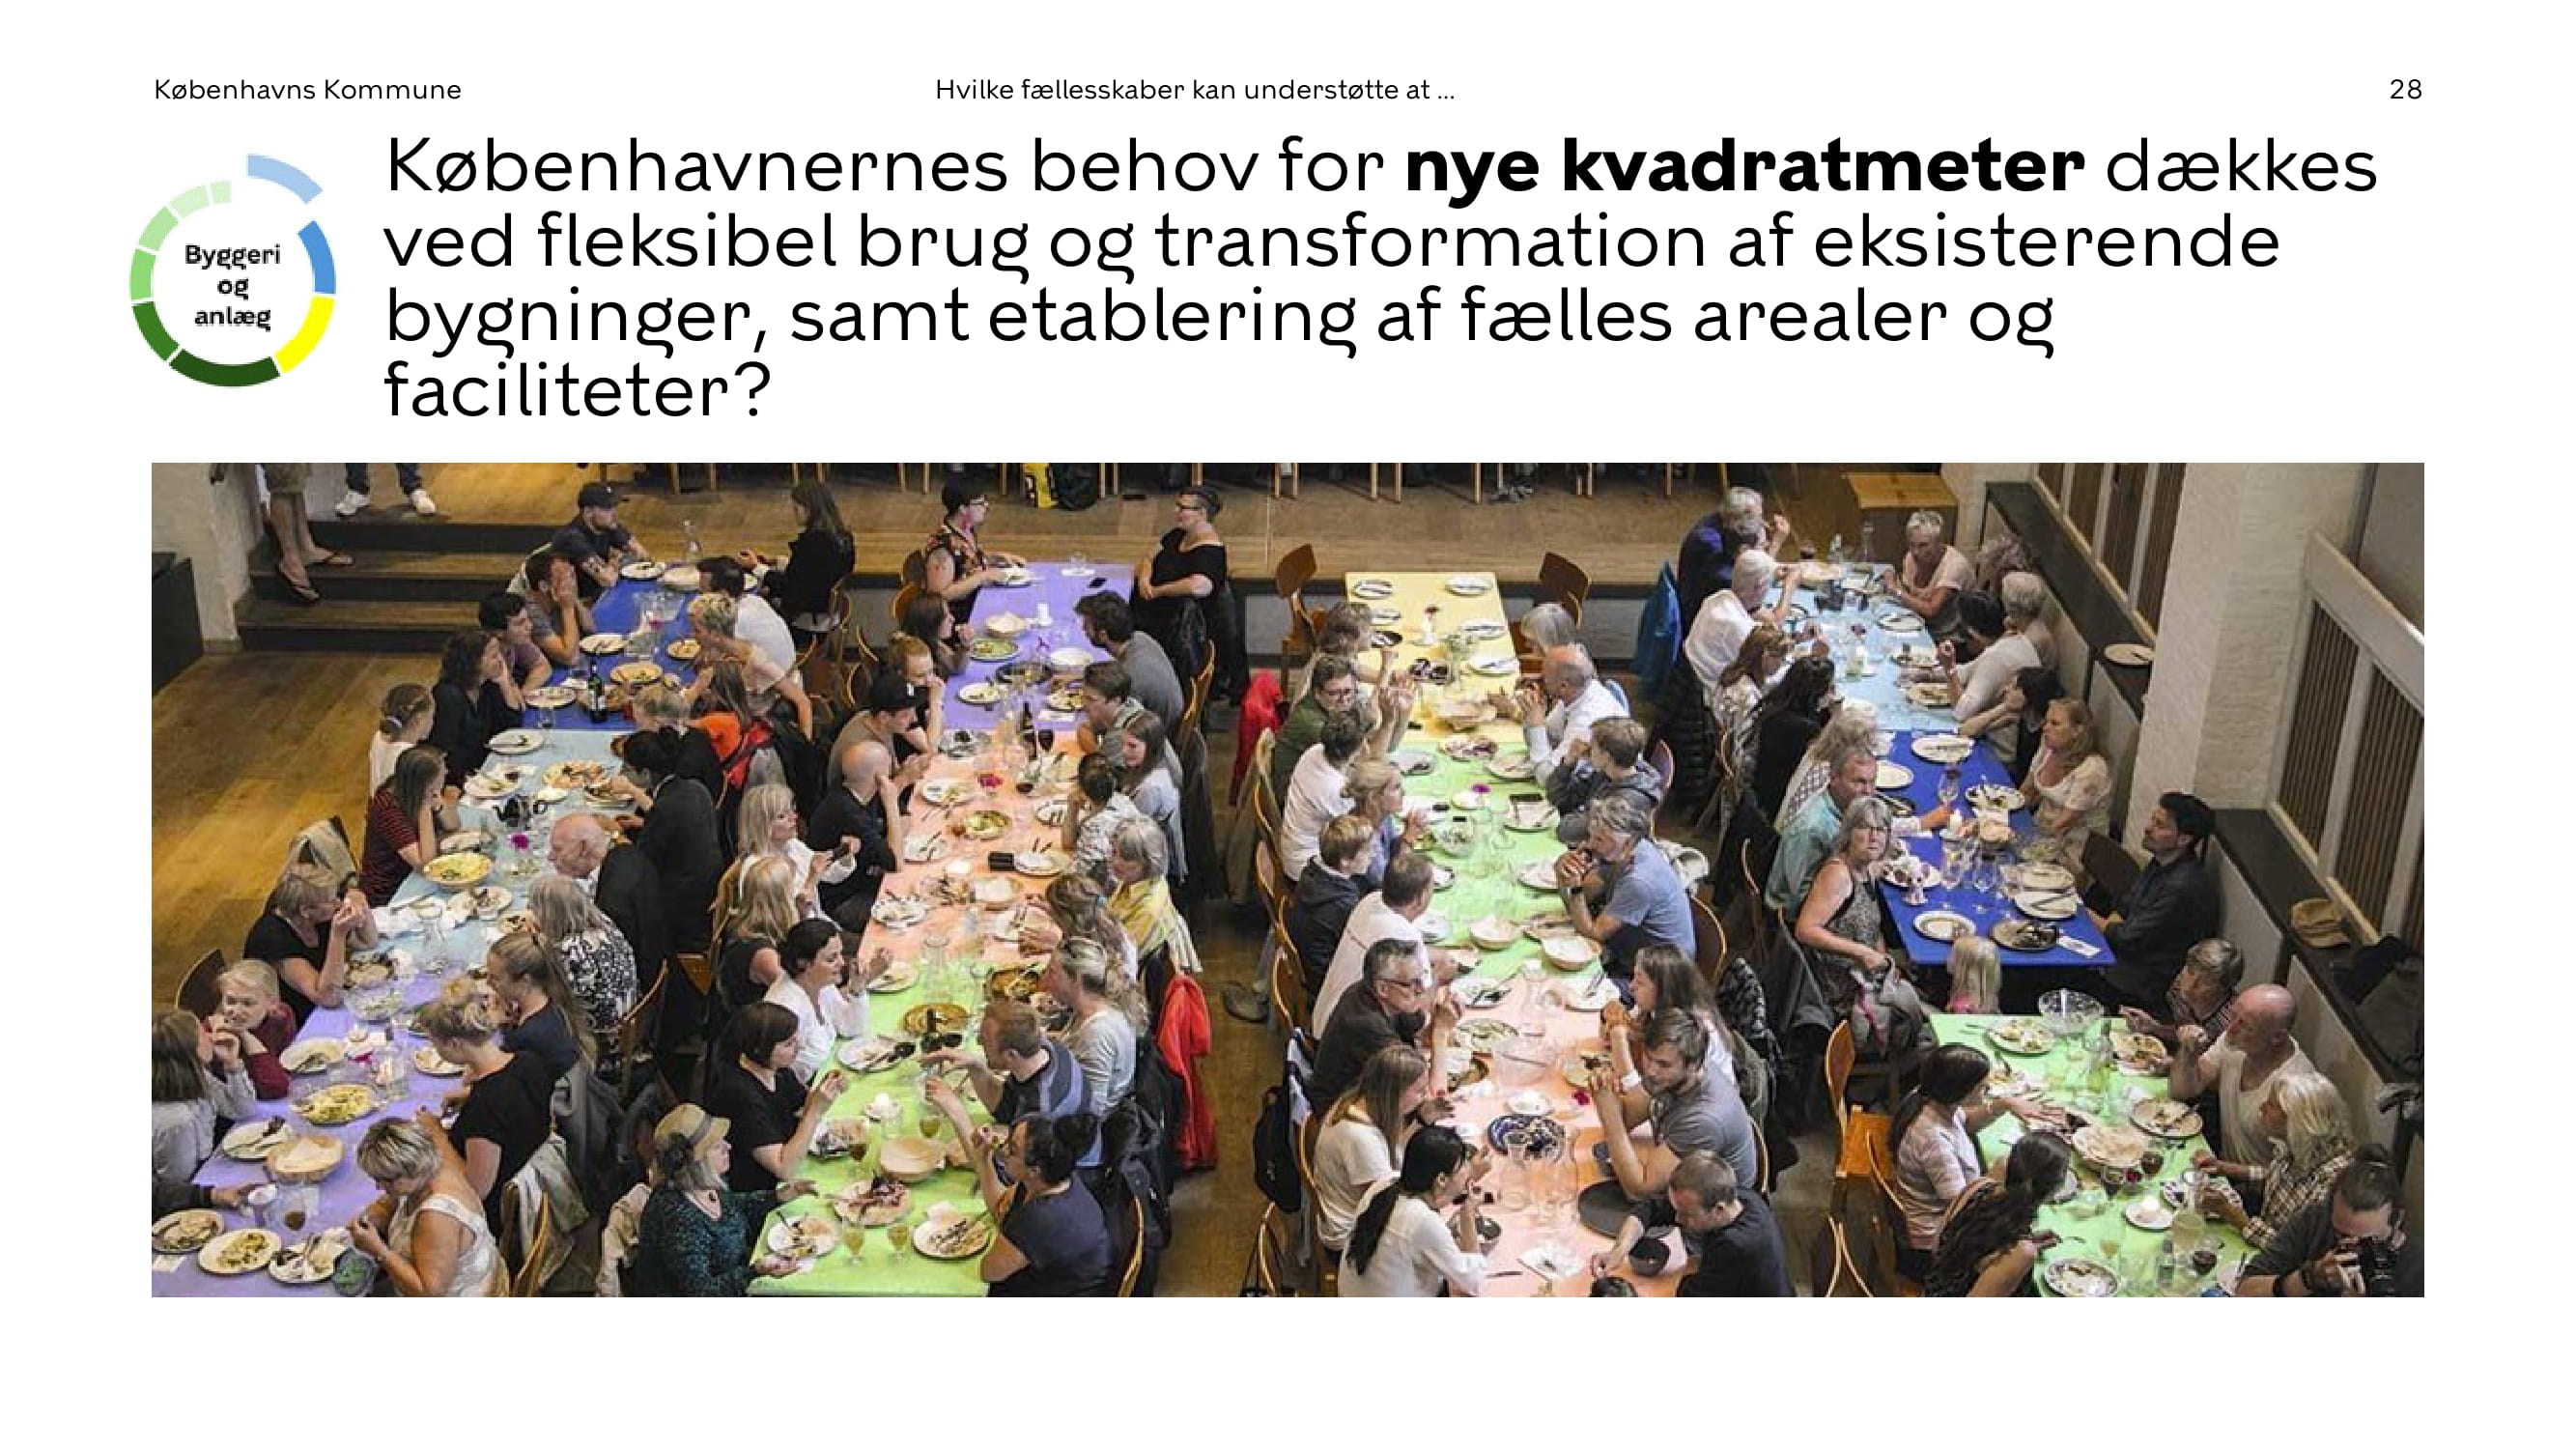 Københavns Kommune
Hvilke fællesskaber kan understøtte at ...
28
Københavnernes behov for nye kvadratmeter dækkes
ved fleksibel brug og transformation af eksisterende
bygninger, samt etablering af fælles arealer og
faciliteter?
Byggeri
og
anlæg